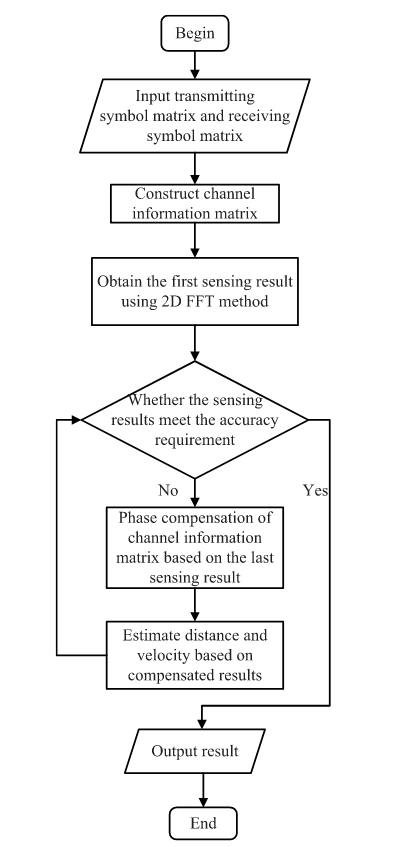 Begin
Input transmitting
symbol matrix and receiving
symbol matrix
Construct channel
information matrix
Obtain the first sensing result
using 2D FFT method
Whether the sensing
results meet the accuracy
requirement
No
Yes
Phase compensation of
channel information
matrix based on the last
sensing result
Estimate distance and
velocity based on
compensated results
Output result
End